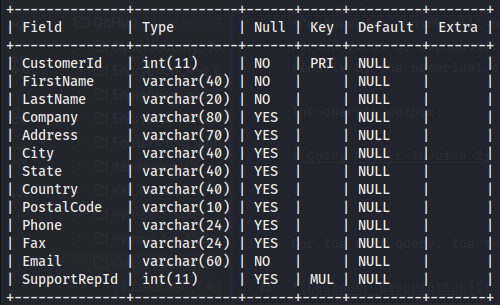 +--------------+-------------+------+-----+---------+-------+
| Field        | Type        | Null | Key | Default | Extra |
+--------------+-------------+------+-----+---------+-------+
| CustomerId   | int(11)     | NO   | PRI | NULL    |       |
| FirstName    | varchar(40) | NO   |     | NULL    |       |
| LastName     | varchar(20) | NO   |     | NULL    |       |
| Company      | varchar(80) | YES  |     | NULL    |       |
| Address      | varchar(70) | YES  |     | NULL    |       |
| City         | varchar(40) | YES  |     | NULL    |       |
| State        | varchar(40) | YES  |     | NULL    |       |
| Country      | varchar(40) | YES  |     | NULL    |       |
| PostalCode   | varchar(10) | YES  |     | NULL    |       |
| Phone        | varchar(24) | YES  |     | NULL    |       |
| Fax          | varchar(24) | YES  |     | NULL    |       |
| Email        | varchar(60) | NO   |     | NULL    |       |
| SupportRepId | int(11)     | YES  | MUL | NULL    |       |
+--------------+-------------+------+-----+---------+-------+